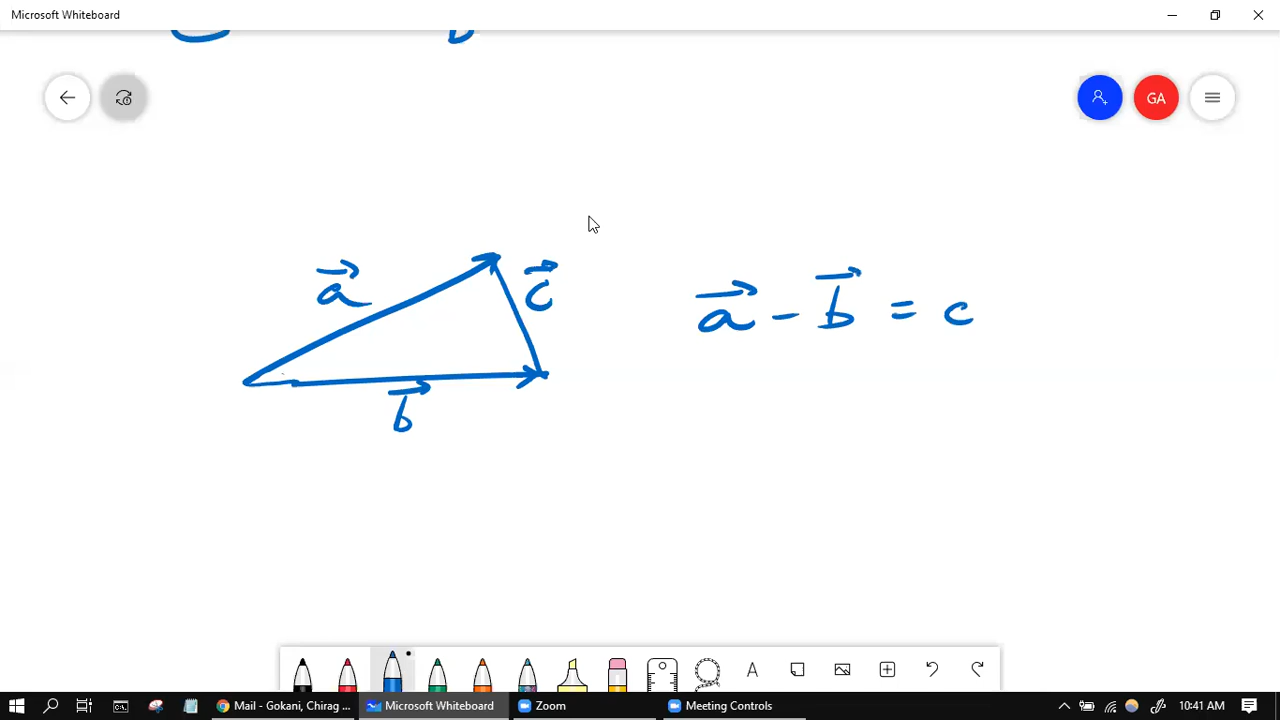 Microsoft Whiteboard
GA
a⃗
c⃗
a⃗ - b⃗ = c
b⃗
A
Mail - Gokani, Chirag ...
Microsoft Whiteboard
Zoom
Meeting Controls
10:41 AM